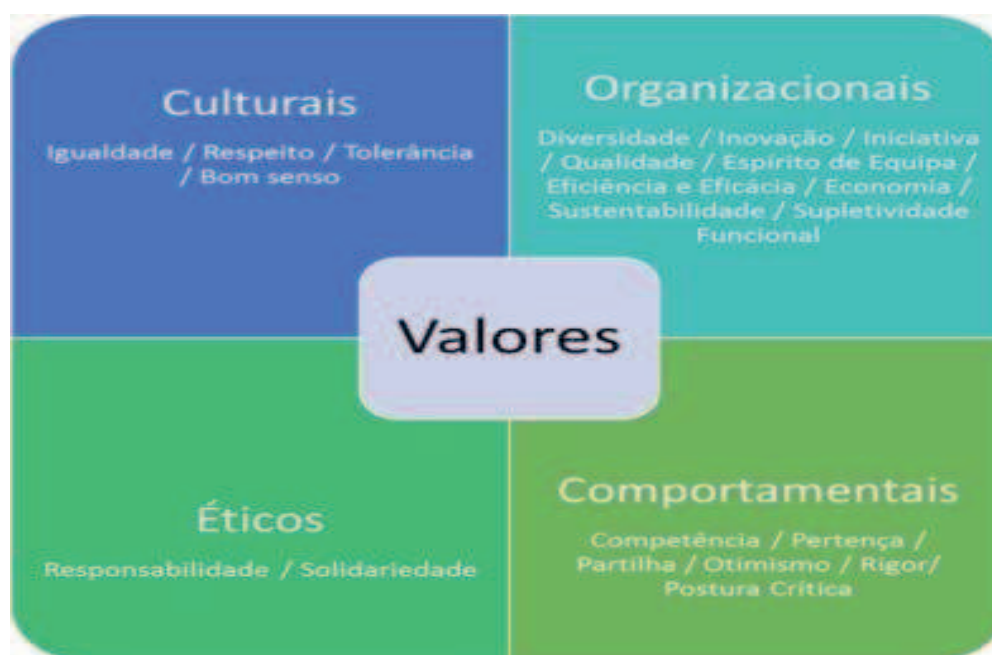 Culturais
Igualdade / Respeito / Tolerância
/ Bom senso
Organizacionais
Diversidade / Inovação / Iniciativa
/ Qualidade / Espírito de Equipa /
Eficiência e Eficácia / Economia /
Sustentabilidade / Supletividade
Funcional
Valores
Éticos
Responsabilidade / Solidariedade
Comportamentais
Competência / Pertença /
Partilha / Otimismo / Rigor/
Postura Crítica